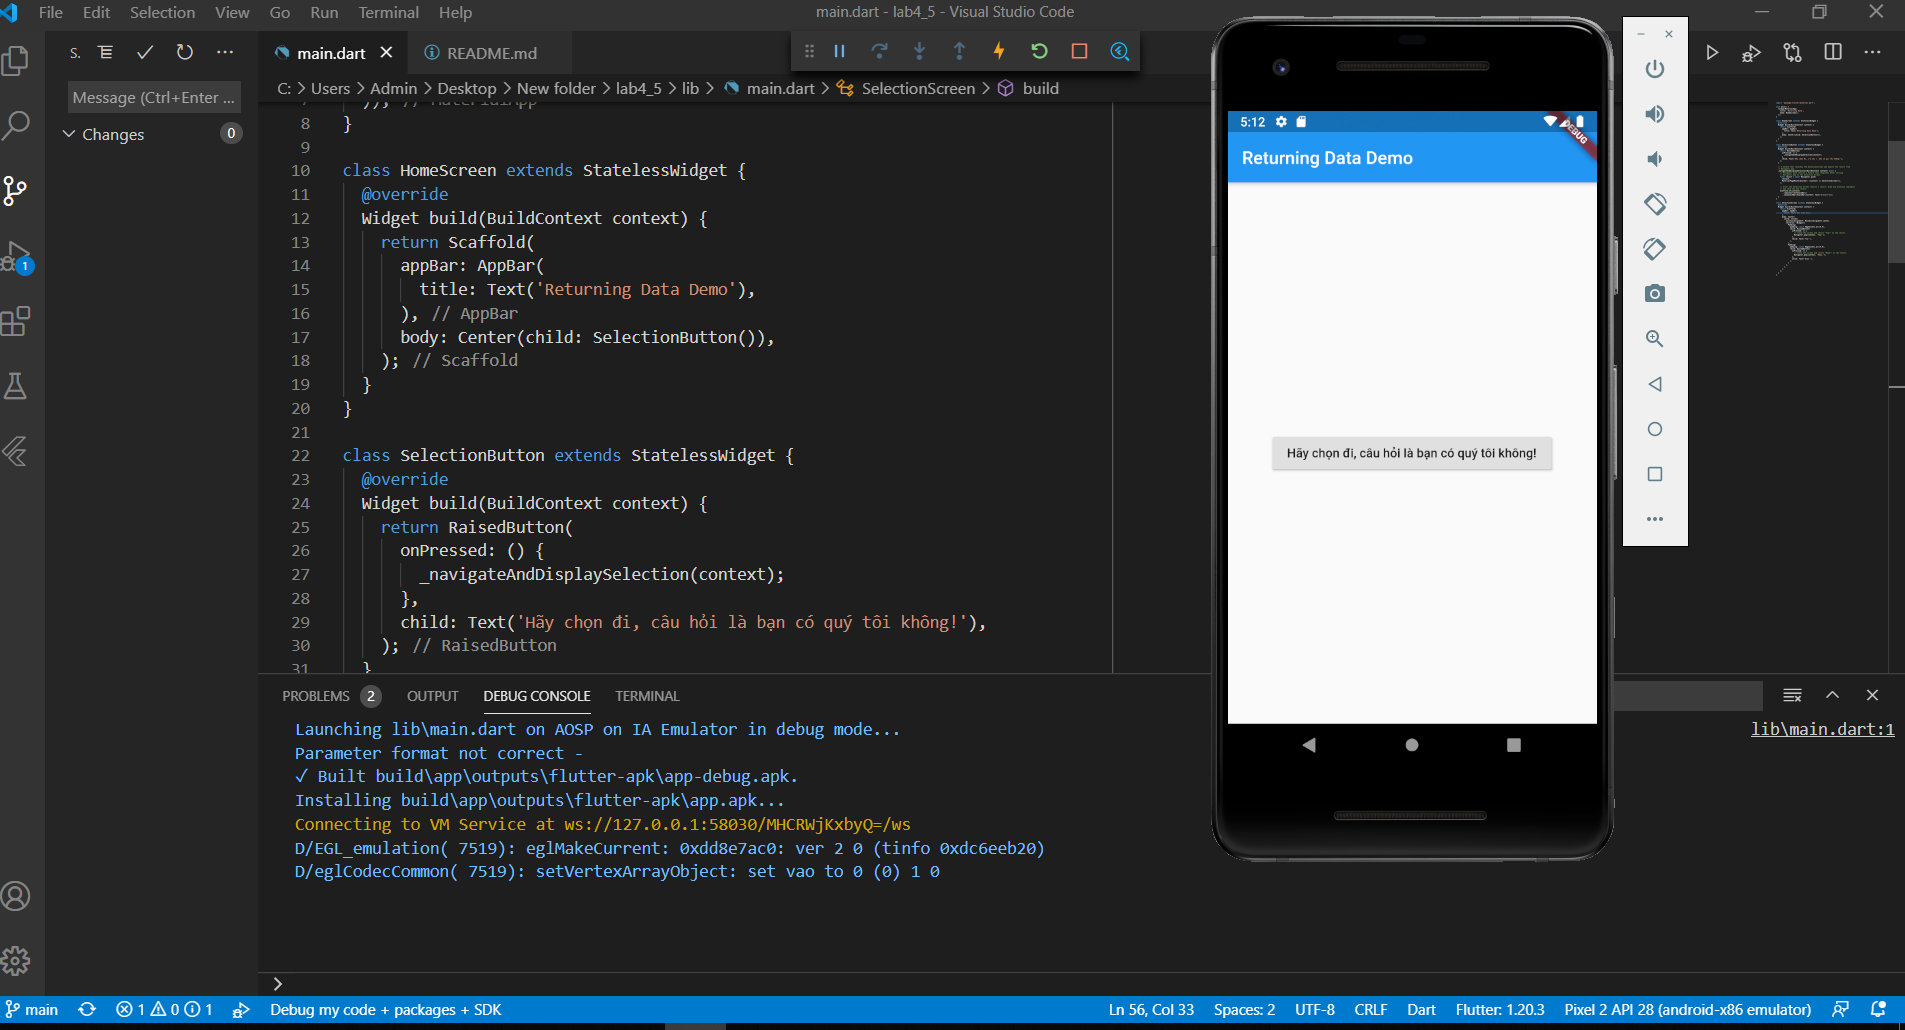 File Edit Selection View Go Run Terminal Help
main.dart - lab4_5 - Visual Studio Code
S.
main.dart
README.md
Message (Ctrl+Enter ...
Changes 0
C: > Users > Admin > Desktop > New folder > lab4_5 > lib > main.dart > SelectionScreen > build
7 )); // MaterialApp
8 }
9
10 class HomeScreen extends StatelessWidget {
11 @override
12 Widget build(BuildContext context) {
13 return Scaffold(
14 appBar: AppBar(
15 title: Text('Returning Data Demo'),
16 ), // AppBar
17 body: Center(child: SelectionButton()),
18 ); // Scaffold
19 }
20 }
21
22 class SelectionButton extends StatelessWidget {
23 @override
24 Widget build(BuildContext context) {
25 return RaisedButton(
26 onPressed: () {
27 _navigateAndDisplaySelection(context);
28 },
29 child: Text('Hãy chọn đi, câu hỏi là bạn có quý tôi không!'),
30 ); // RaisedButton
31 }
1
5:12
DEBUG
Returning Data Demo
Hãy chọn đi, câu hỏi là bạn có quý tôi không!
PROBLEMS 2 OUTPUT DEBUG CONSOLE TERMINAL
Launching lib\main.dart on AOSP on IA Emulator in debug mode...
lib\main.dart:1
Parameter format not correct -
✓ Built build\app\outputs\flutter-apk\app-debug.apk.
Installing build\app\outputs\flutter-apk\app.apk...
Connecting to VM Service at ws://127.0.0.1:58030/MHCRWjKxbyQ=/ws
D/EGL_emulation( 7519): eglMakeCurrent: 0xdd8e7ac0: ver 2 0 (tinfo 0xdc6eeb20)
D/eglCodecCommon( 7519): setVertexArrayObject: set vao to 0 (0) 1 0
main 1 0 1 Debug my code + packages + SDK
Ln 56, Col 33 Spaces: 2 UTF-8 CRLF Dart Flutter: 1.20.3 Pixel 2 API 28 (android-x86 emulator)